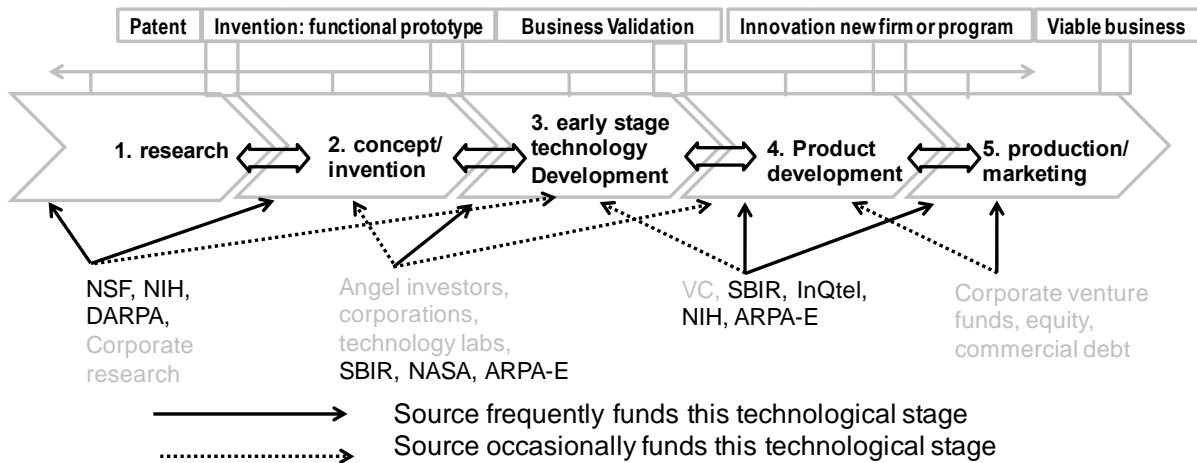 Patent
Invention: functional prototype
Business Validation
Innovation new firm or program
Viable business
1. research
2. concept/
invention
3. early stage
technology
Development
4. Product
development
5. production/
marketing
NSF, NIH,
DARPA,
Corporate
research
Angel investors,
corporations,
technology labs,
SBIR, NASA, ARPA-E
VC, SBIR, InQtel,
NIH, ARPA-E
Corporate venture
funds, equity,
commercial debt
Source frequently funds this technological stage
Source occasionally funds this technological stage